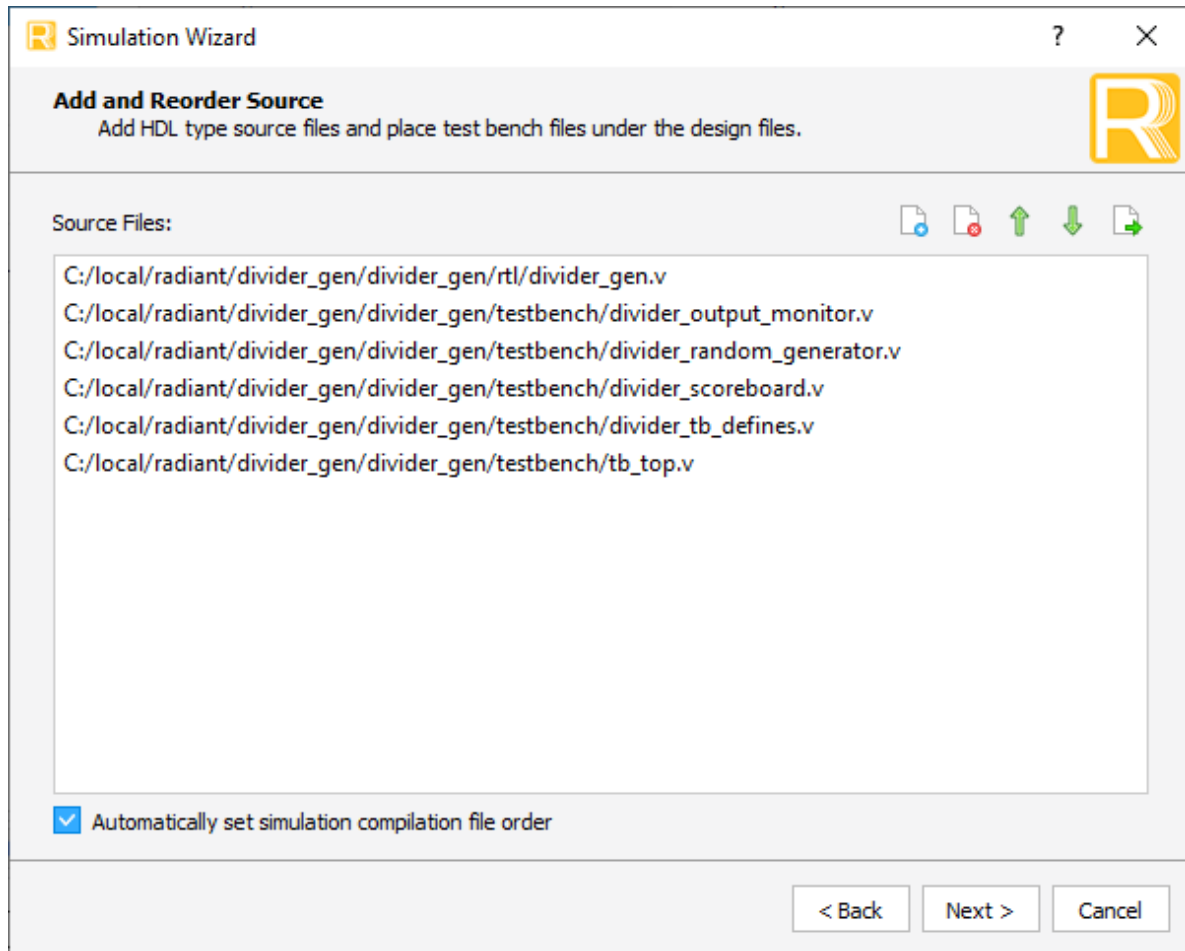 Simulation Wizard
?
Add and Reorder Source
Add HDL type source files and place test bench files under the design files.
R
Source Files:
C:/local/radiant/divider_gen/divider_gen/rtl/divider_gen.v
C:/local/radiant/divider_gen/divider_gen/testbench/divider_output_monitor.v
C:/local/radiant/divider_gen/divider_gen/testbench/divider_random_generator.v
C:/local/radiant/divider_gen/divider_gen/testbench/divider_scoreboard.v
C:/local/radiant/divider_gen/divider_gen/testbench/divider_tb_defines.v
C:/local/radiant/divider_gen/divider_gen/testbench/tb_top.v
Automatically set simulation compilation file order
< Back
Next >
Cancel